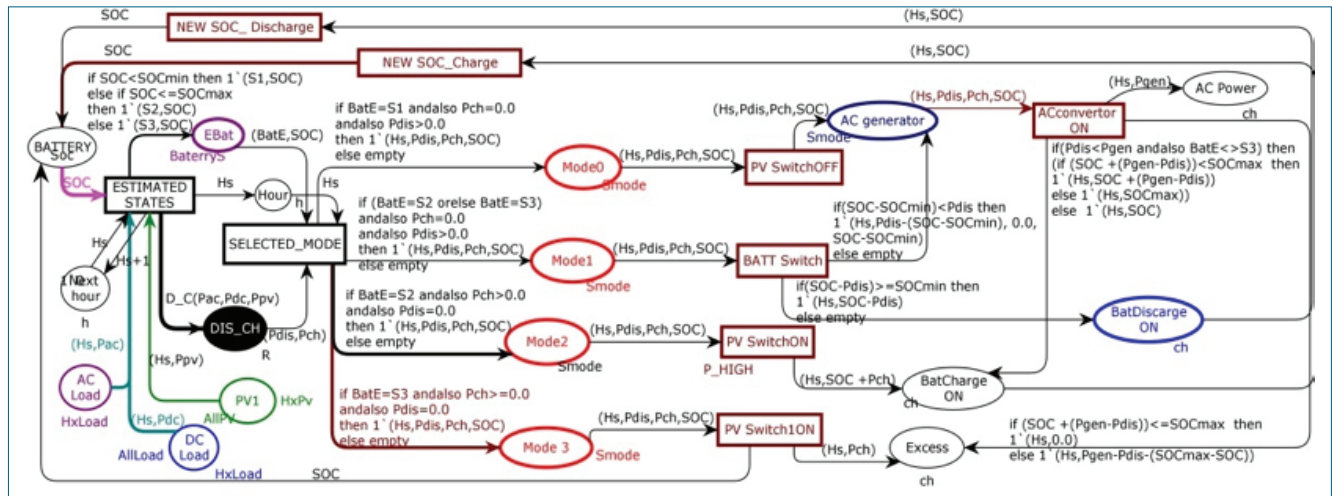 SOC
NEW SOC_ Discharge
(Hs,SOC)
SOC
NEW SOC_Charge
(Hs,SOC)
if SOC<SOCmin then 1`(S1,SOC)
else if SOC<=SOCmax
then 1`(S2,SOC)
else 1`(S3,SOC)
EBat
BaterryS
(BatE,SOC)
BATTERY
Soc
SOC
ESTIMATED
STATES
Hs
Hour
h
Hs
SELECTED_MODE
Hs
Hs+1
Next
hour
h
D_C(Pac,Pdc,Ppv)
DIS_CH
R
(Pdis,Pch)
(Hs,Pac)
(Hs,Ppv)
AC
Load
HxLoad
PV1
HxPv
AllPV
(Hs,Pdc)
DC
Load
AllLoad
HxLoad
if BatE=S1 andalso Pch=0.0
andalso Pdis>0.0
then 1`(Hs,Pdis,Pch,SOC)
else empty
Mode0
Smode
(Hs,Pdis,Pch,SOC)
PV SwitchOFF
(Hs,Pdis,Pch,SOC)
AC generator
Smode
(Hs,Pdis,Pch,SOC)
ACconvertor
ON
(Hs,Pgen)
AC Power
ch
if(Pdis<Pgen andalso BatE<>S3) then
(if (SOC +(Pgen-Pdis))<SOCmax then
1`(Hs,SOC +(Pgen-Pdis))
else 1`(Hs,SOCmax))
else 1`(Hs,SOC)
if (BatE=S2 orelse BatE=S3)
andalso Pch=0.0
andalso Pdis>0.0
then 1`(Hs,Pdis,Pch,SOC)
else empty
Mode1
Smode
(Hs,Pdis,Pch,SOC)
BATT Switch
if(SOC-SOCmin)<Pdis then
1`(Hs,Pdis-(SOC-SOCmin), 0.0,
SOC-SOCmin)
else empty
if(SOC-Pdis)>=SOCmin then
1`(Hs,SOC-Pdis)
else empty
BatDiscarge
ON
ch
if BatE=S2 andalso Pch>0.0
andalso Pdis=0.0
then 1`(Hs,Pdis,Pch,SOC)
else empty
Mode2
Smode
(Hs,Pdis,Pch,SOC)
PV SwitchON
P_HIGH
(Hs,SOC +Pch)
BatCharge
ON
ch
if BatE=S3 andalso Pch>=0.0
andalso Pdis=0.0
then 1`(Hs,Pdis,Pch,SOC)
else empty
Mode 3
Smode
(Hs,Pdis,Pch,SOC)
PV Switch1ON
(Hs,Pch)
Excess
ch
if (SOC +(Pgen-Pdis))<=SOCmax then
1`(Hs,0.0)
else 1`(Hs,Pgen-Pdis-(SOCmax-SOC))
SOC